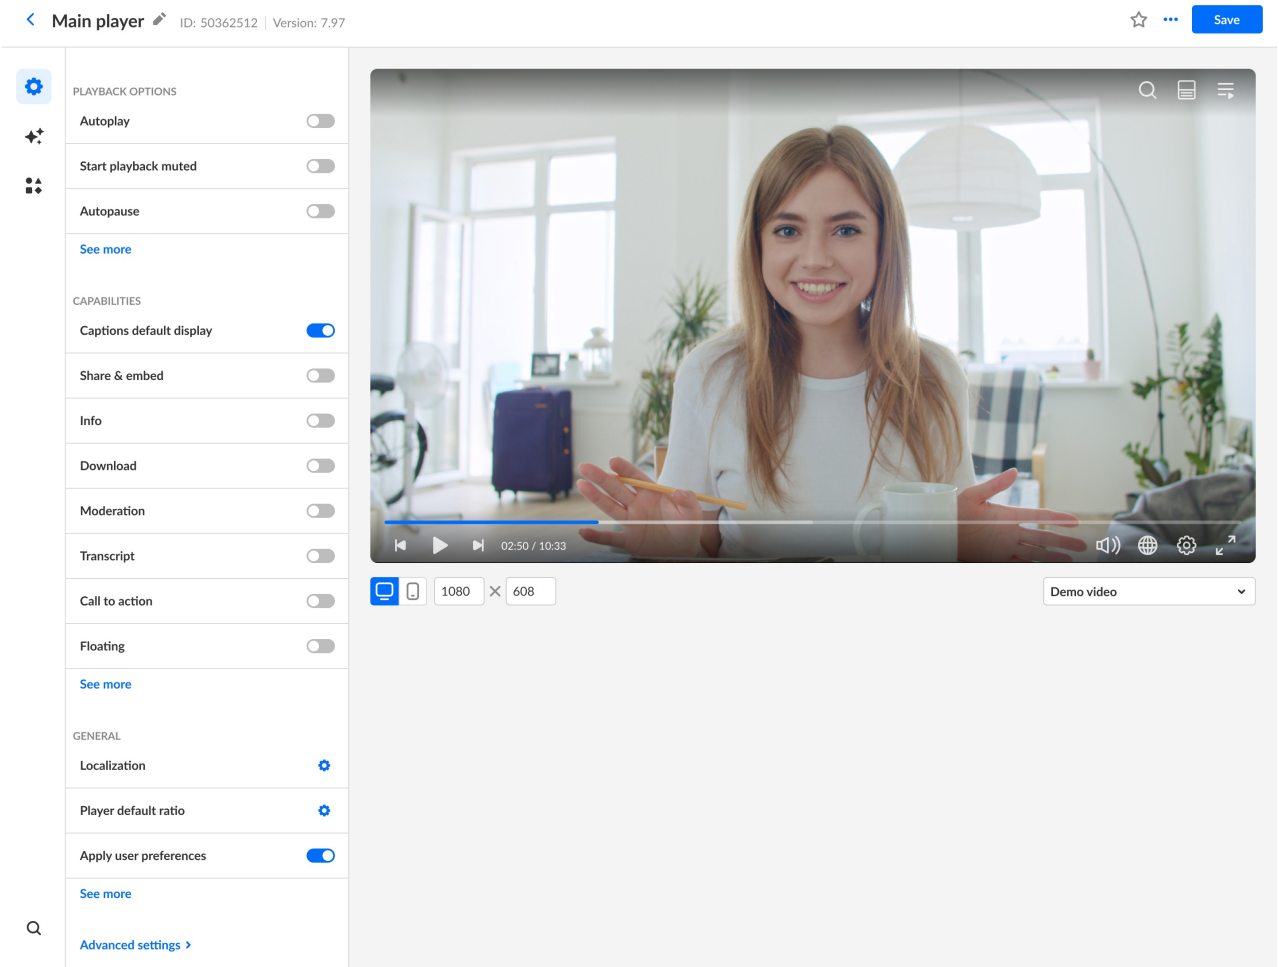 Main player ID: 50362512 Version: 7.97 Save
PLAYBACK OPTIONS
Autoplay
Start playback muted
Autopause
See more
CAPABILITIES
Captions default display
Share & embed
Info
Download
Moderation
Transcript
Call to action
Floating
See more
GENERAL
Localization
Player default ratio
Apply user preferences
See more
Advanced settings
02:50 / 10:33
1080 608
Demo video